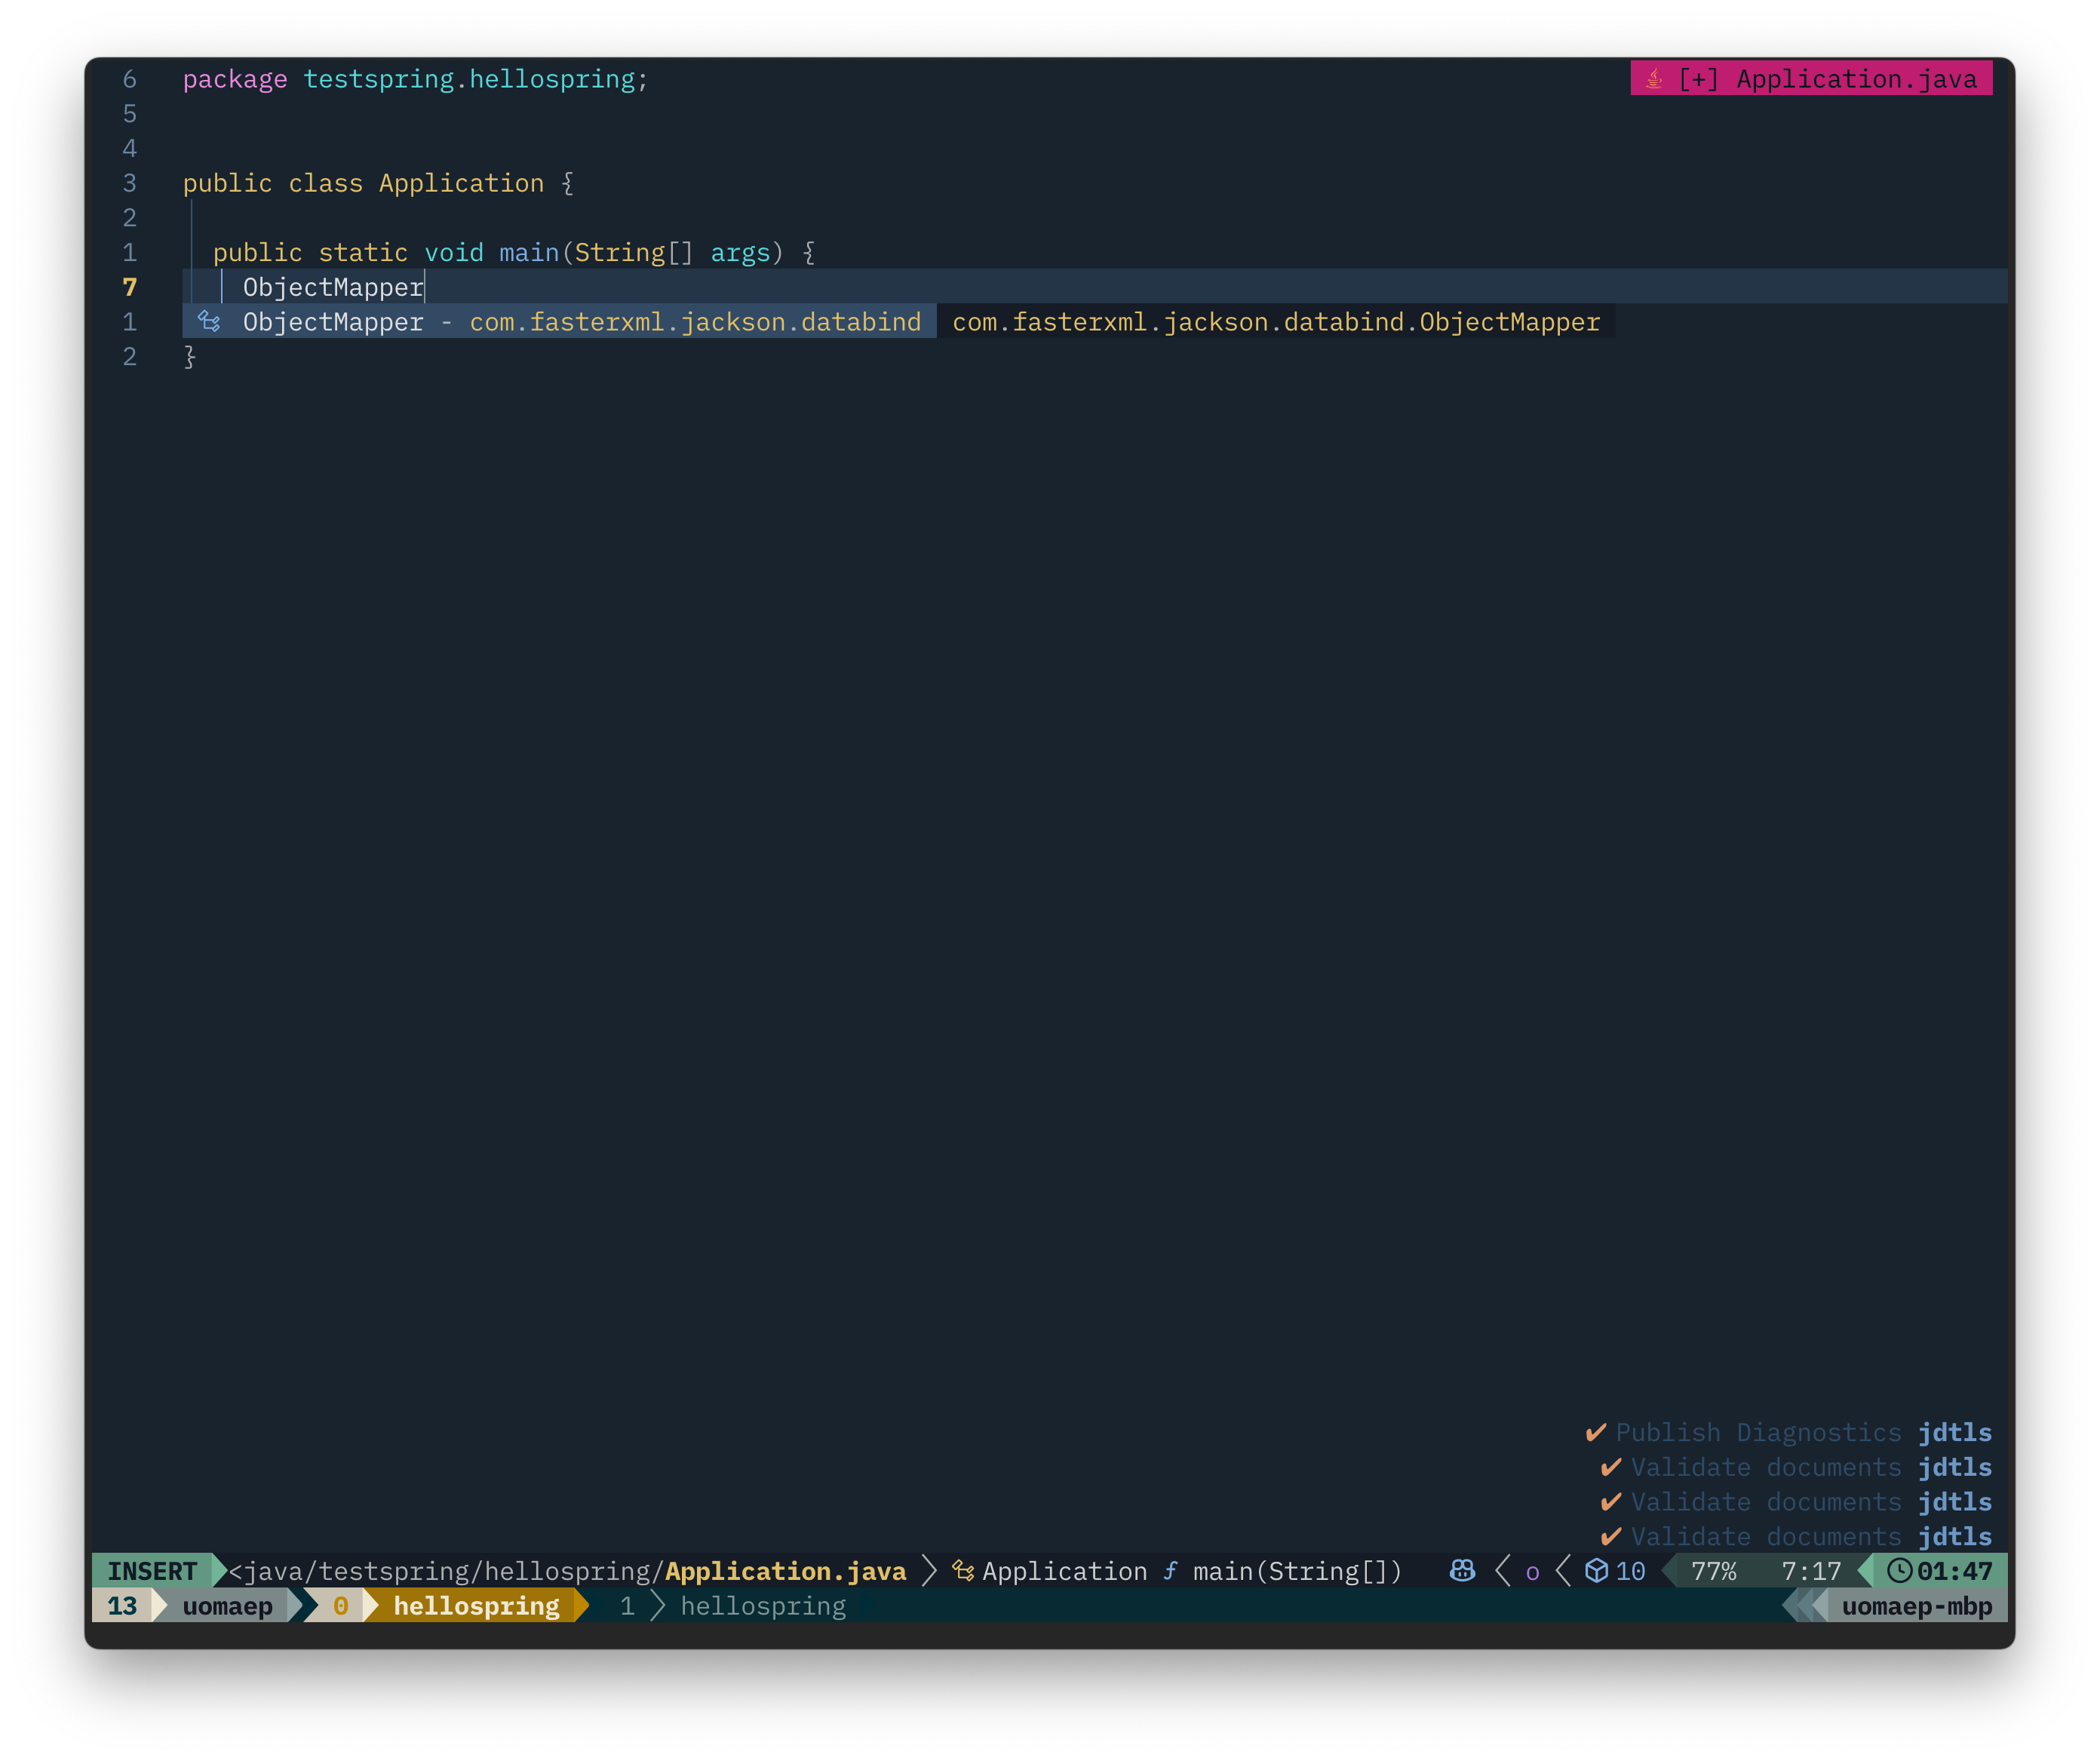 6 package testspring.hellospring; [+] Application.java
5
4
3 public class Application {
2
1 public static void main(String[] args) {
7 ObjectMapper
1 ObjectMapper - com.fasterxml.jackson.databind com.fasterxml.jackson.databind.ObjectMapper
2 }
✔ Publish Diagnostics jdtls
✔ Validate documents jdtls
✔ Validate documents jdtls
✔ Validate documents jdtls
INSERT <java/testspring/hellospring/Application.java Application f main(String[]) o 10 77% 7:17 01:47
13 uomaep 0 hellospring 1 hellospring uomaep-mbp